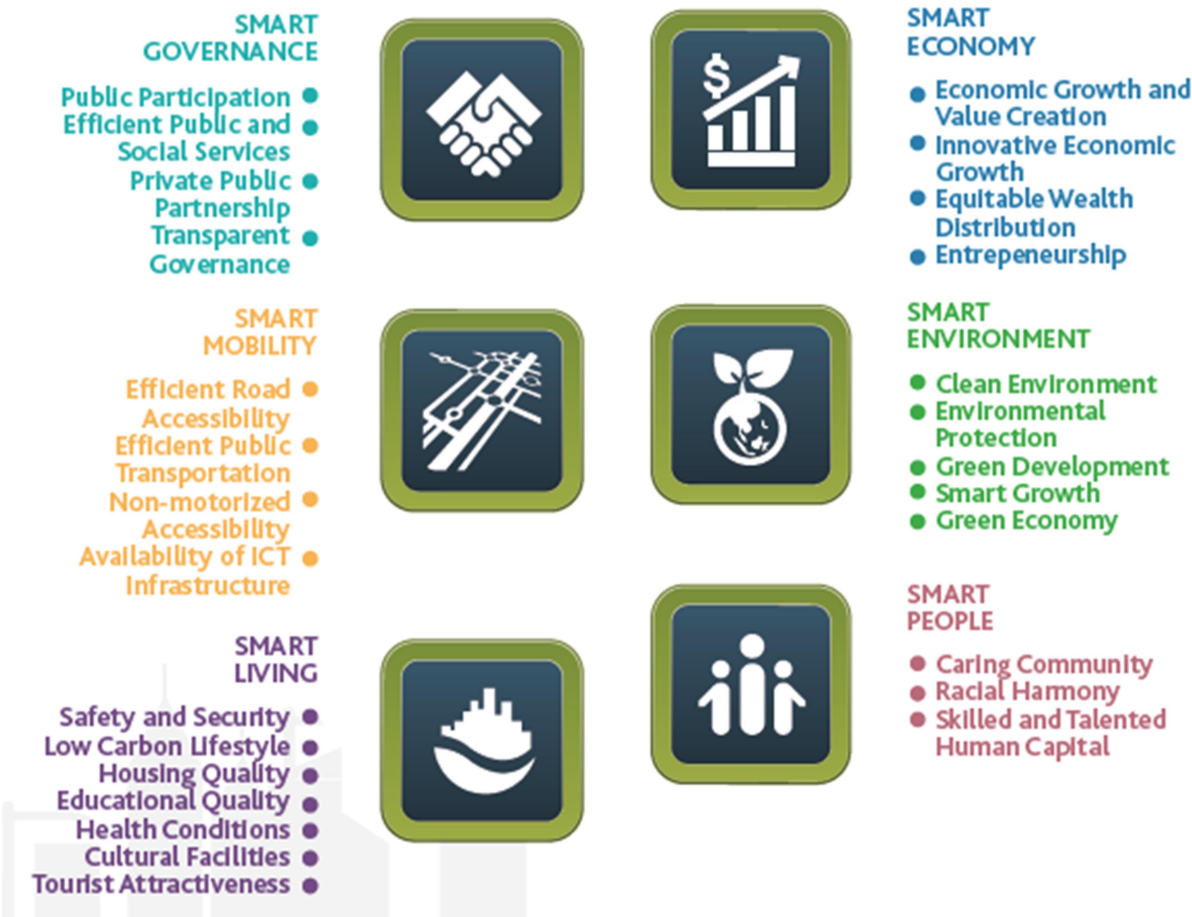 SMART
GOVERNANCE
Public Participation
Efficient Public and
Social Services
Private Public
Partnership
Transparent
Governance
SMART
ECONOMY
Economic Growth and
Value Creation
Innovative Economic
Growth
Equitable Wealth
Distribution
Entrepeneurship
SMART
MOBILITY
Efficient Road
Accessibility
Efficient Public
Transportation
Non-motorized
Accessibility
Availability of ICT
Infrastructure
SMART
ENVIRONMENT
Clean Environment
Environmental
Protection
Green Development
Smart Growth
Green Economy
SMART
LIVING
Safety and Security
Low Carbon Lifestyle
Housing Quality
Educational Quality
Health Conditions
Cultural Facilities
Tourist Attractiveness
SMART
PEOPLE
Caring Community
Racial Harmony
Skilled and Talented
Human Capital
$